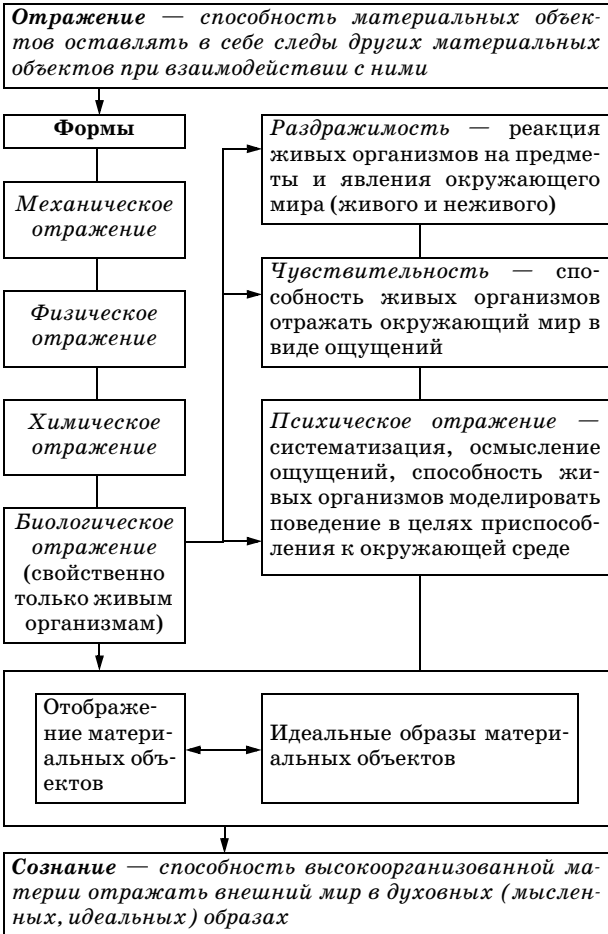 Отражение — способность материальных объек-
тов оставлять в себе следы других материальных
объектов при взаимодействии с ними
Формы
Механическое
отражение
Физическое
отражение
Химическое
отражение
Биологическое
отражение
(свойственно
только живым
организмам)
Раздражимость — реакция
живых организмов на предме-
ты и явления окружающего
мира (живого и неживого)
Чувствительность — спо-
собность живых организмов
отражать окружающий мир в
виде ощущений
Психическое отражение —
систематизация, осмысление
ощущений, способность жи-
вых организмов моделировать
поведение в целях приспособ-
ления к окружающей среде
Отображе-
ние матери-
альных объ-
ектов
Идеальные образы матери-
альных объектов
Сознание — способность высокоорганизованной ма-
терии отражать внешний мир в духовных (мыслен-
ных, идеальных) образах